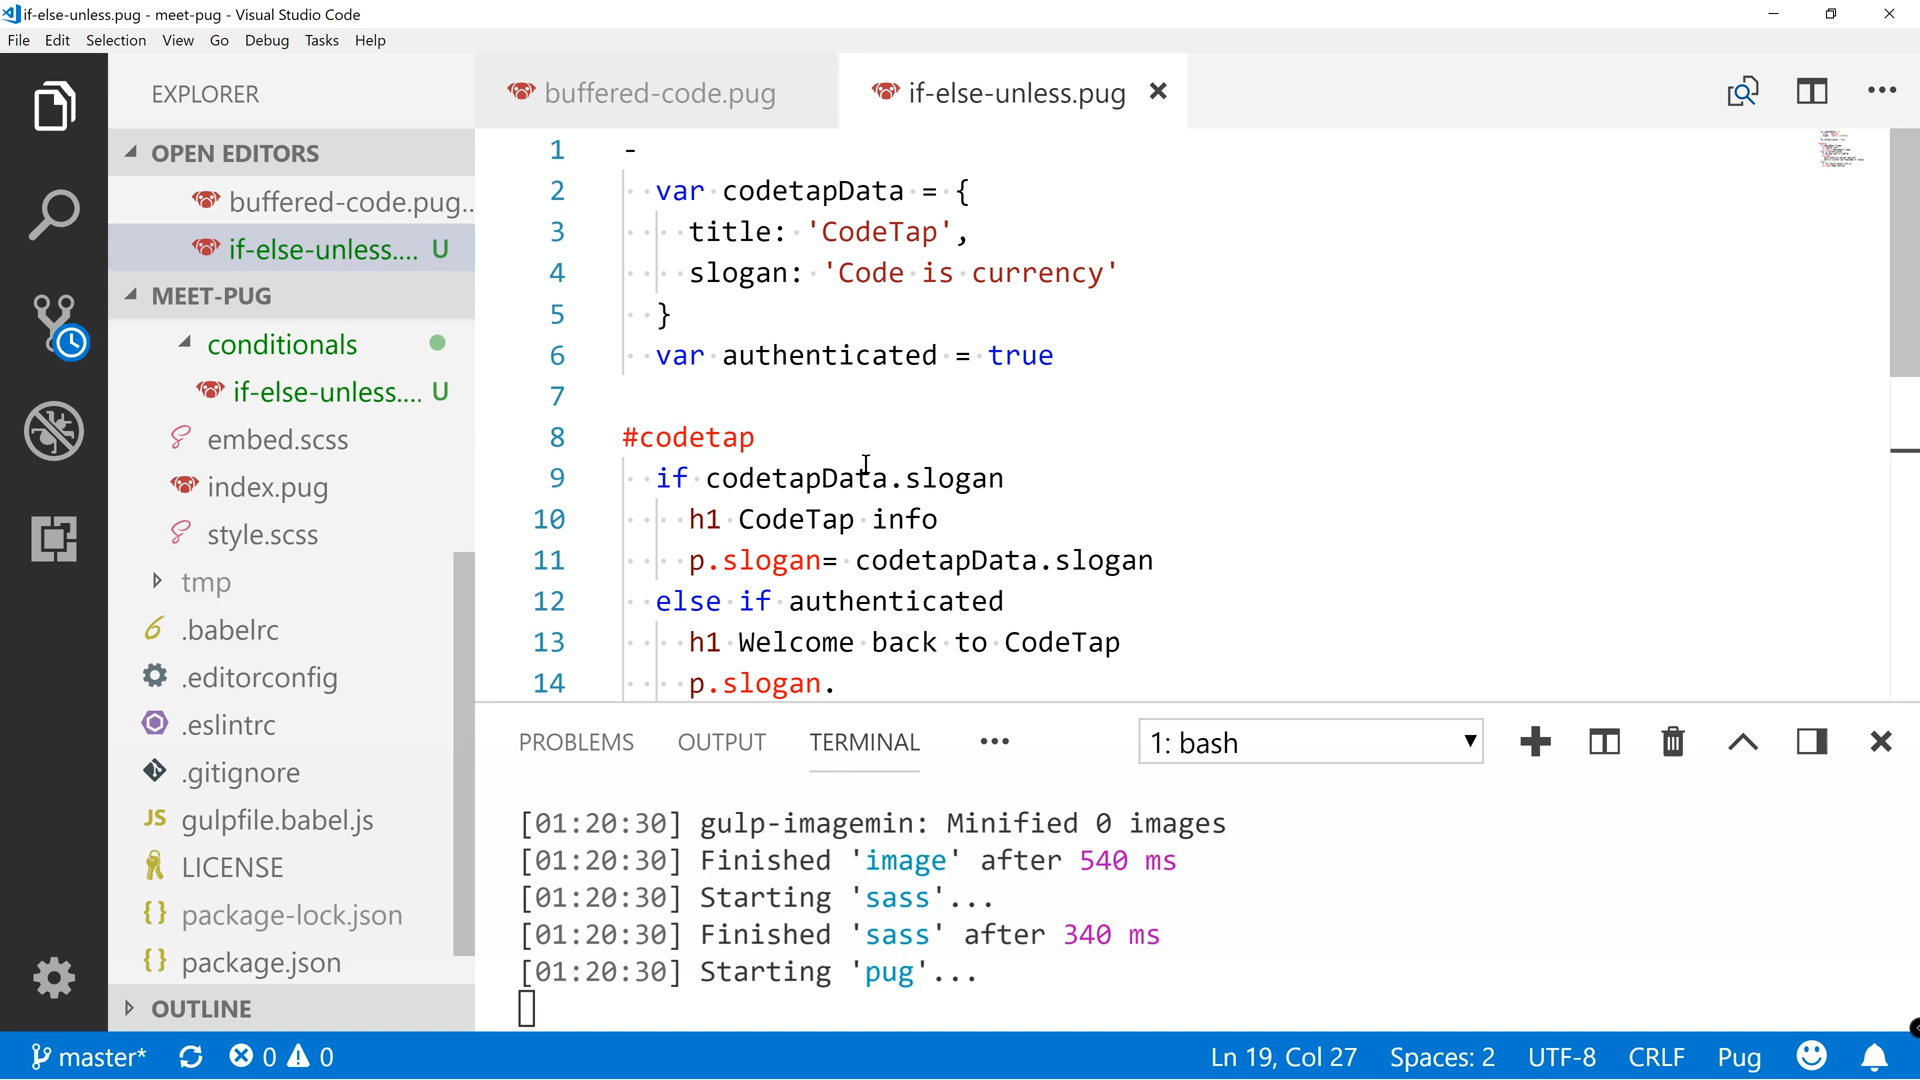 if-else-unless.pug - meet-pug - Visual Studio Code
File Edit Selection View Go Debug Tasks Help
EXPLORER
OPEN EDITORS
buffered-code.pug...
if-else-unless.... U
MEET-PUG
conditionals
if-else-unless.... U
embed.scss
index.pug
style.scss
tmp
.babelrc
.editorconfig
.eslintrc
.gitignore
JS gulpfile.babel.js
LICENSE
{} package-lock.json
{} package.json
OUTLINE
buffered-code.pug
if-else-unless.pug
1 -
2 var codetapData = {
3 title: 'CodeTap',
4 slogan: 'Code is currency'
5 }
6 var authenticated = true
7
8 #codetap
9 if codetapData.slogan
10 h1 CodeTap info
11 p.slogan= codetapData.slogan
12 else if authenticated
13 h1 Welcome back to CodeTap
14 p.slogan.
PROBLEMS OUTPUT TERMINAL ••• 1: bash
[01:20:30] gulp-imagemin: Minified 0 images
[01:20:30] Finished 'image' after 540 ms
[01:20:30] Starting 'sass'...
[01:20:30] Finished 'sass' after 340 ms
[01:20:30] Starting 'pug'...
master* 0 0 Ln 19, Col 27 Spaces: 2 UTF-8 CRLF Pug